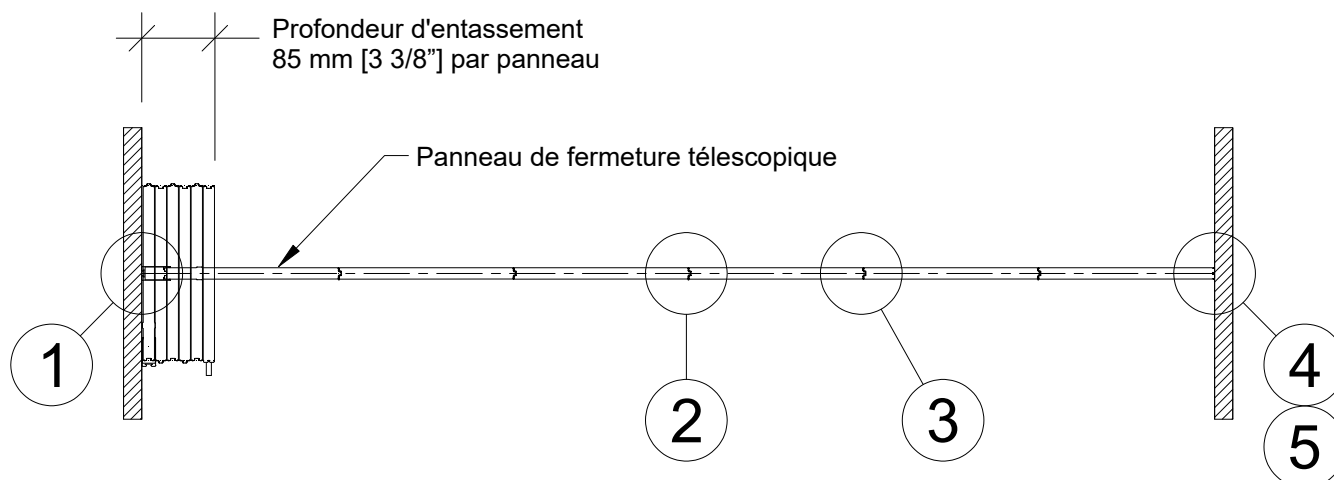 Profondeur d'entassement
85 mm [3 3/8”] par panneau
Panneau de fermeture télescopique
1
2
3
4
5